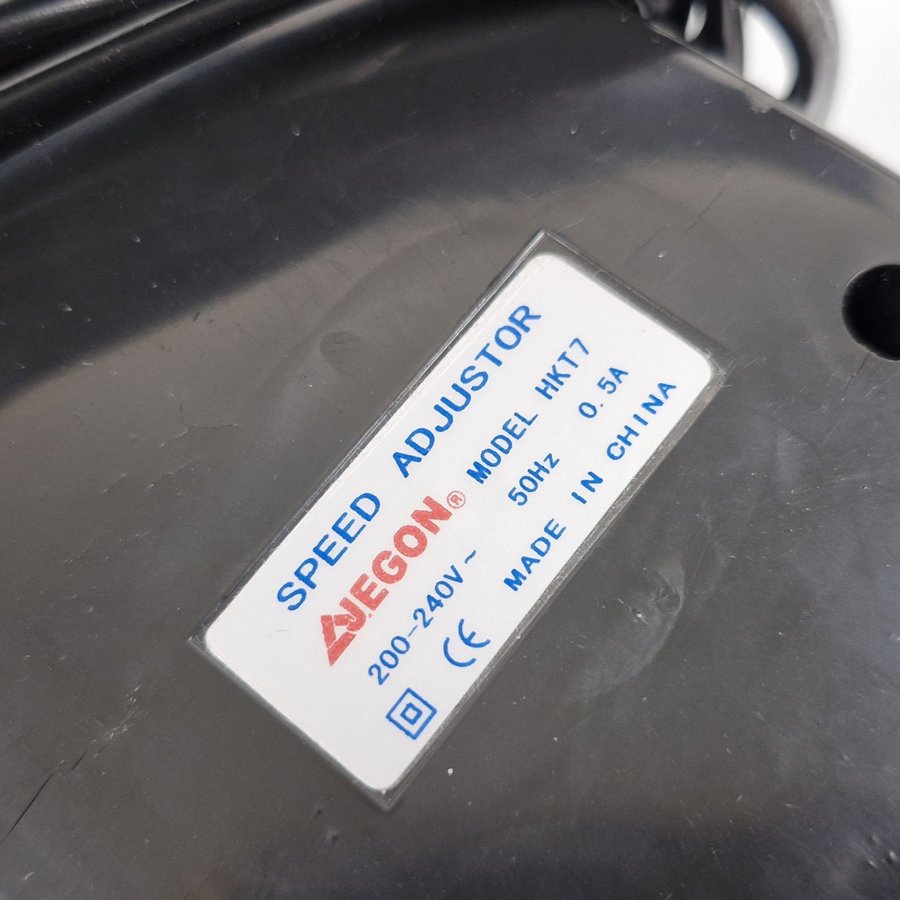 SPEED ADJUSTOR
JEGON® MODEL HKT7
200-240V~ 50Hz 0.5A
CE MADE IN CHINA